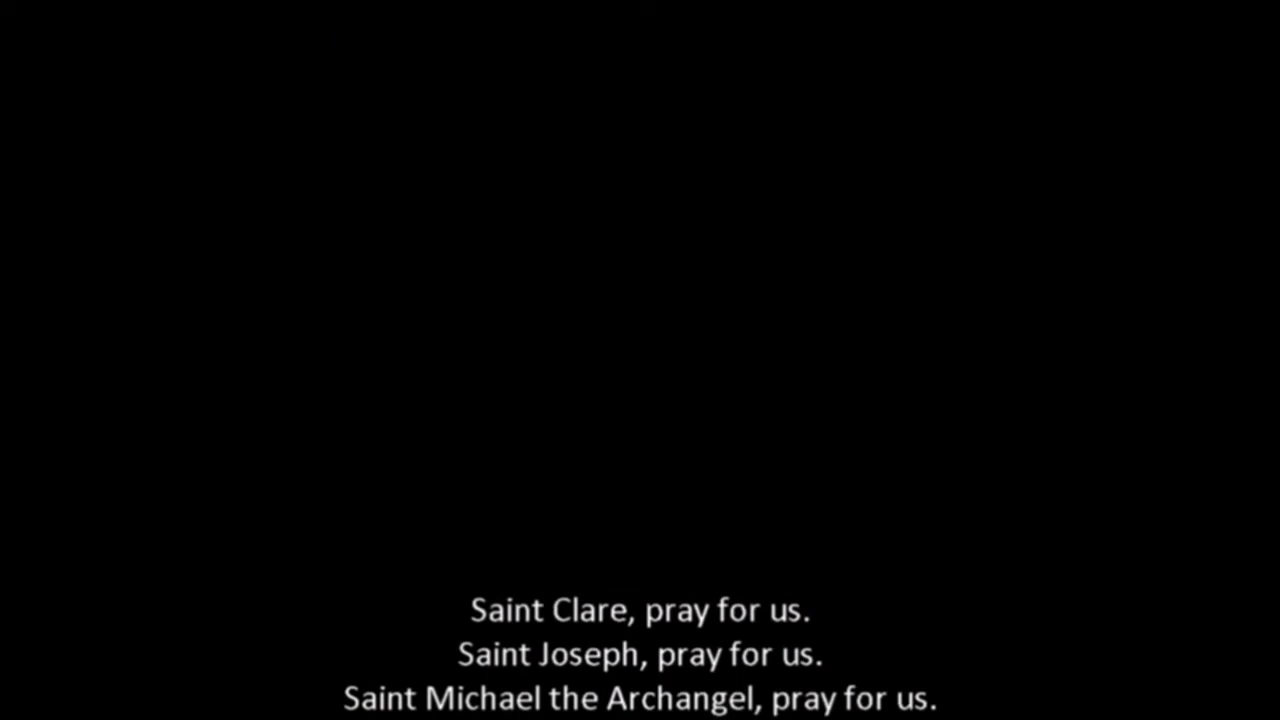 Saint Clare, pray for us.
Saint Joseph, pray for us.
Saint Michael the Archangel, pray for us.